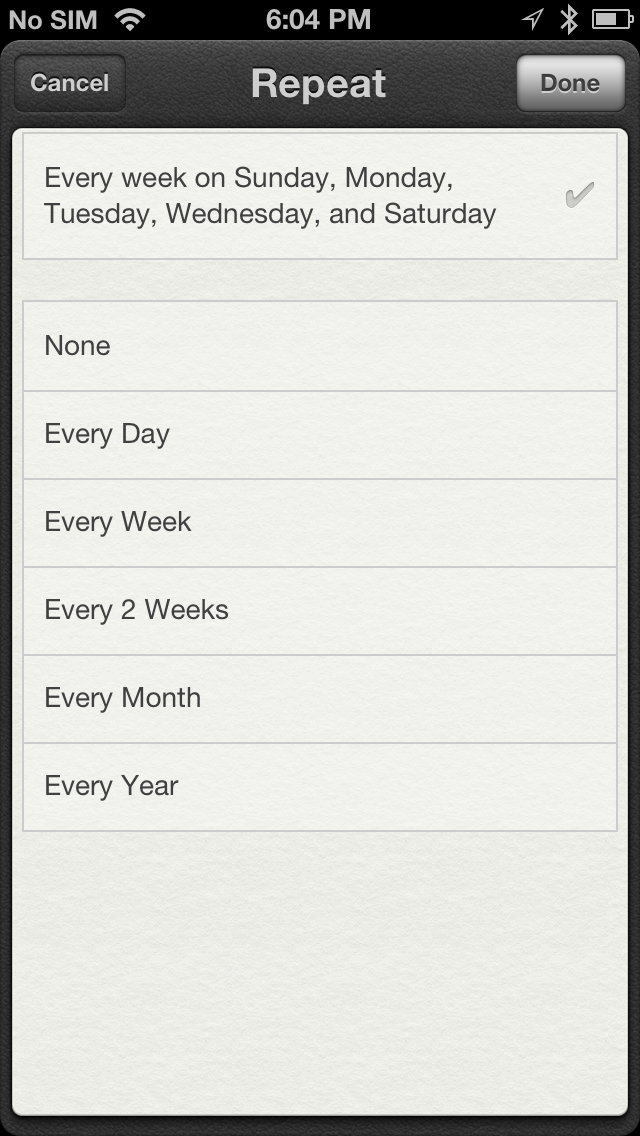 No SIM 6:04 PM
Cancel Repeat Done
Every week on Sunday, Monday,
Tuesday, Wednesday, and Saturday
None
Every Day
Every Week
Every 2 Weeks
Every Month
Every Year